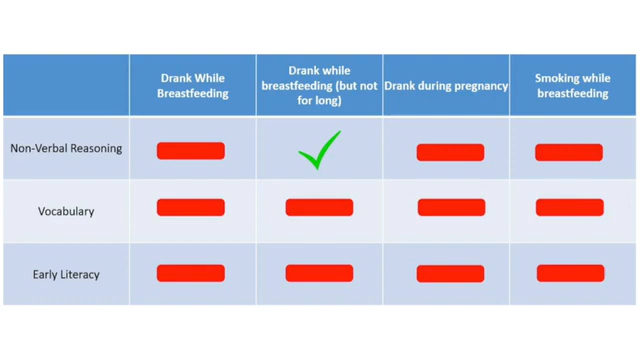 Drank While
Breastfeeding
Drank while
breastfeeding (but not
for long)
Drank during pregnancy
Smoking while
breastfeeding
Non-Verbal Reasoning
Vocabulary
Early Literacy